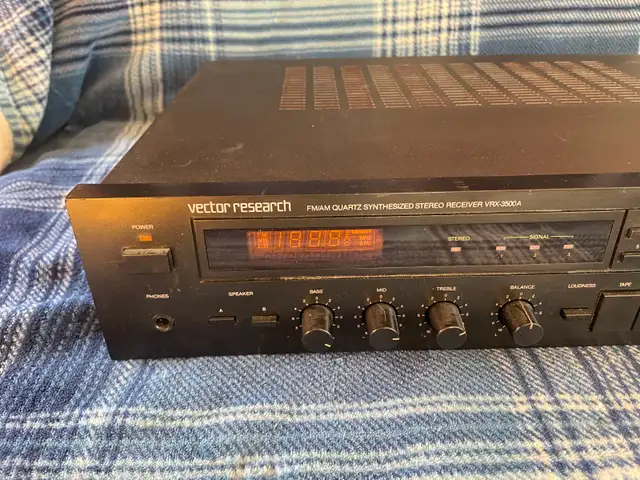 vector research FM/AM QUARTZ SYNTHESIZED STEREO RECEIVER VRX-3500A
POWER
STEREO
SIGNAL
PHONES
SPEAKER
A
B
BASS
MID
TREBLE
BALANCE
LOUDNESS
TAPE